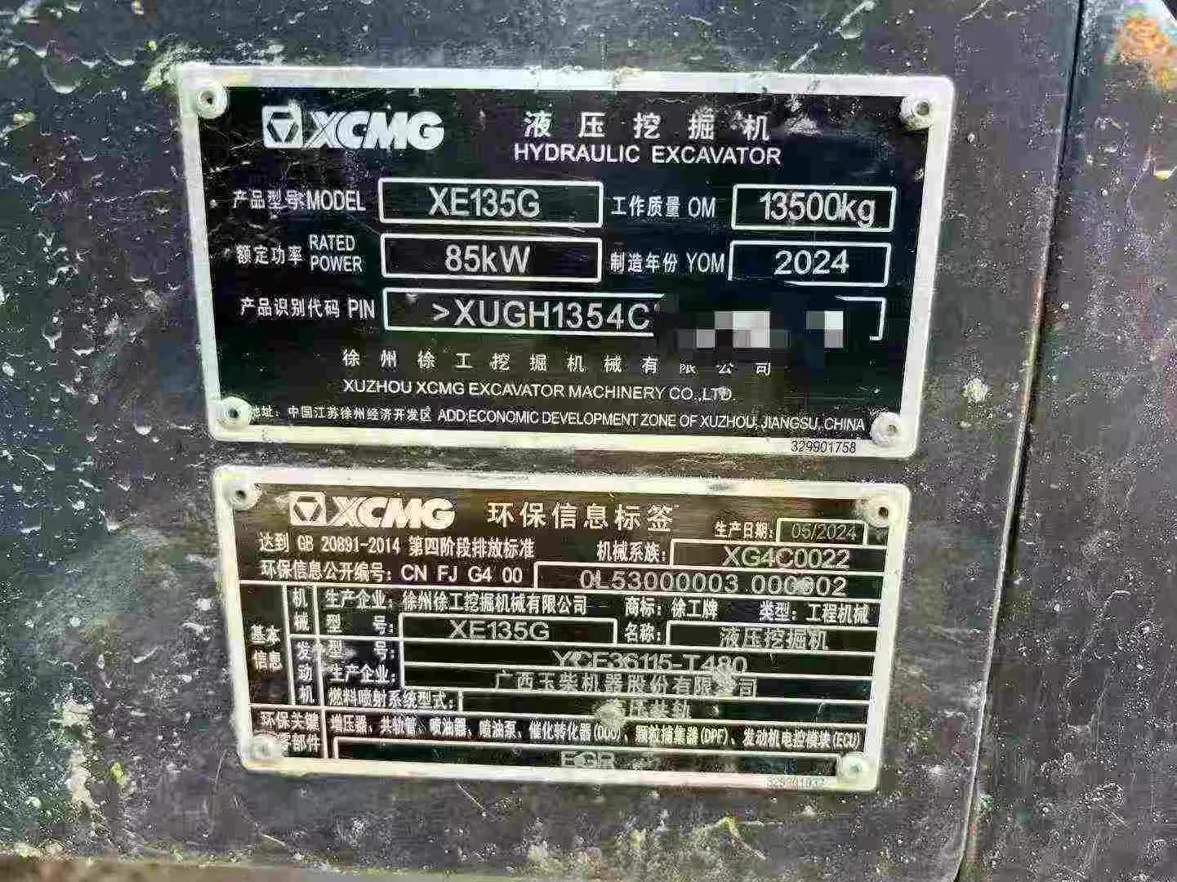 XCMG 液压挖掘机
HYDRAULIC EXCAVATOR
产品型号MODEL XE135G 工作质量 OM 13500kg
额定功率 RATED POWER 85kW 制造年份 YOM 2024
产品识别代码 PIN >XUGH1354C
徐州徐工挖掘机械有限公司
XUZHOU XCMG EXCAVATOR MACHINERY CO.,LTD.
地址：中国江苏徐州经济开发区 ADD:ECONOMIC DEVELOPMENT ZONE OF XUZHOU, JIANGSU, CHINA
329901758
XCMG 环保信息标签 生产日期: 05/2024
达到 GB 20891-2014 第四阶段排放标准 机械系族: XG4C0022
环保信息公开编号: CN FJ G4 00 0L53000003 000002
基本信息
机械
生产企业: 徐州徐工挖掘机械有限公司 商标: 徐工牌 类型: 工程机械
型号: XE135G 名称: 液压挖掘机
发动机
型号: YCF36115-T480
生产企业: 广西玉柴机器股份有限公司
燃料喷射系统型式:
环保关键零部件
增压器、共轨管、喷油器、喷油泵、催化转化器(DOC)、颗粒捕集器(DPF)、发动机电控模块(ECU)
EGR